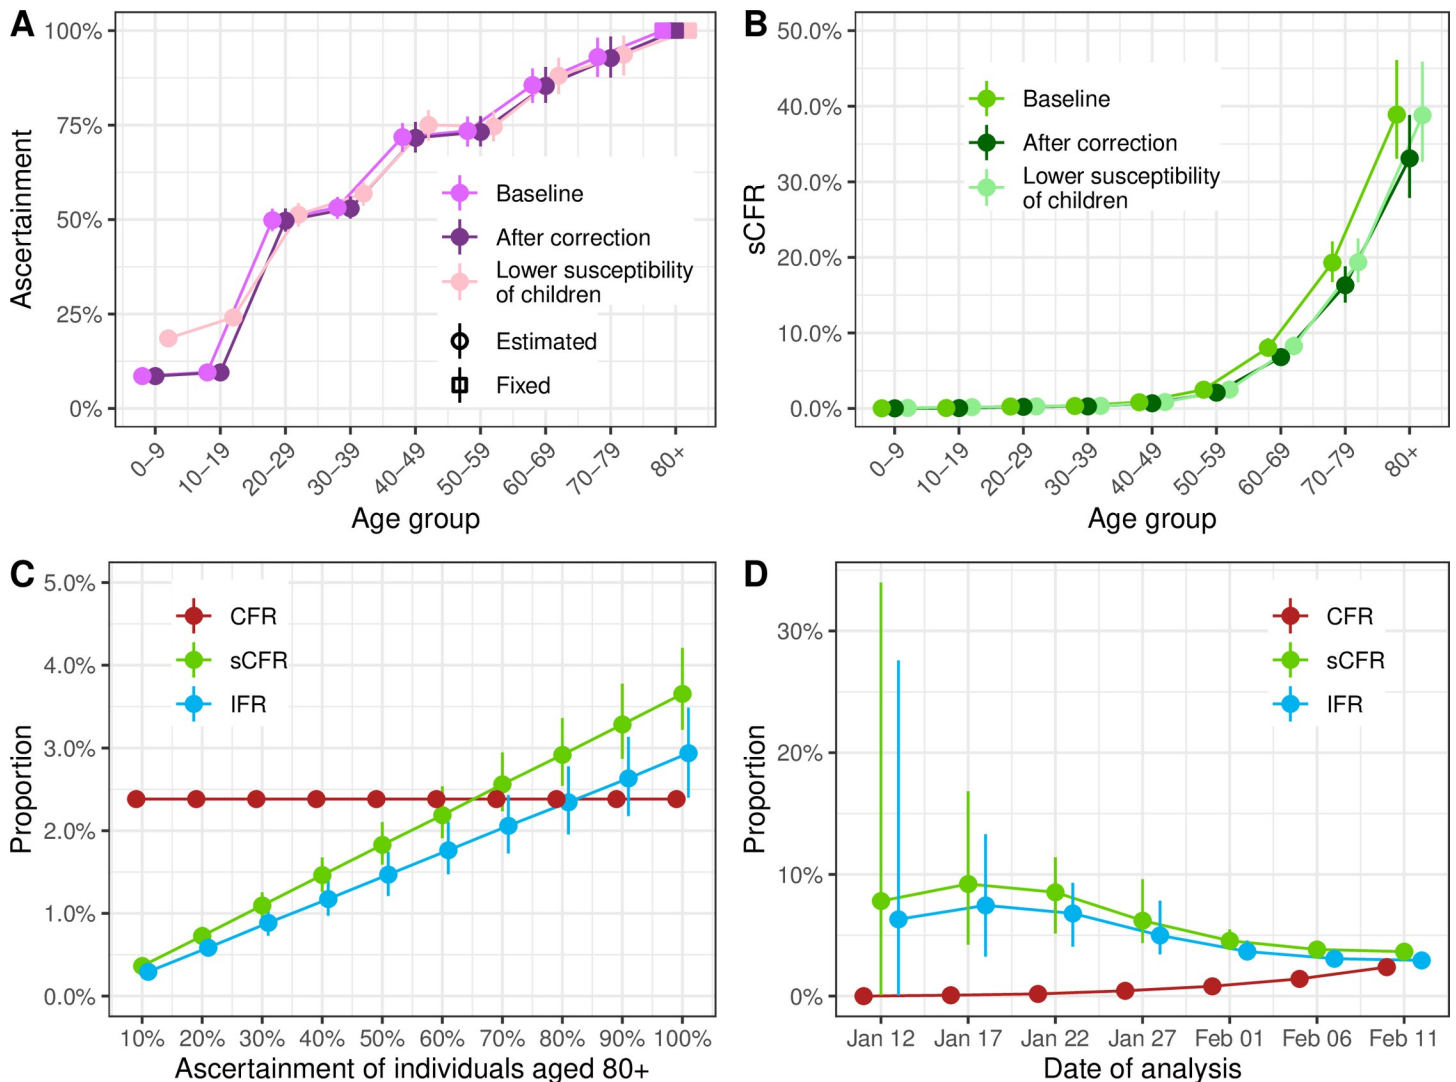 A
100%
75%
50%
25%
0%
Ascertainment
Baseline
After correction
Lower susceptibility
of children
Estimated
Fixed
0–9
10–19
20–29
30–39
40–49
50–59
60–69
70–79
80+
Age group
B
50.0%
40.0%
30.0%
20.0%
10.0%
0.0%
sCFR
Baseline
After correction
Lower susceptibility
of children
0–9
10–19
20–29
30–39
40–49
50–59
60–69
70–79
80+
Age group
C
5.0%
4.0%
3.0%
2.0%
1.0%
0.0%
Proportion
CFR
sCFR
IFR
10% 20% 30% 40% 50% 60% 70% 80% 90% 100%
Ascertainment of individuals aged 80+
D
30%
20%
10%
0%
Proportion
CFR
sCFR
IFR
Jan 12 Jan 17 Jan 22 Jan 27 Feb 01 Feb 06 Feb 11
Date of analysis